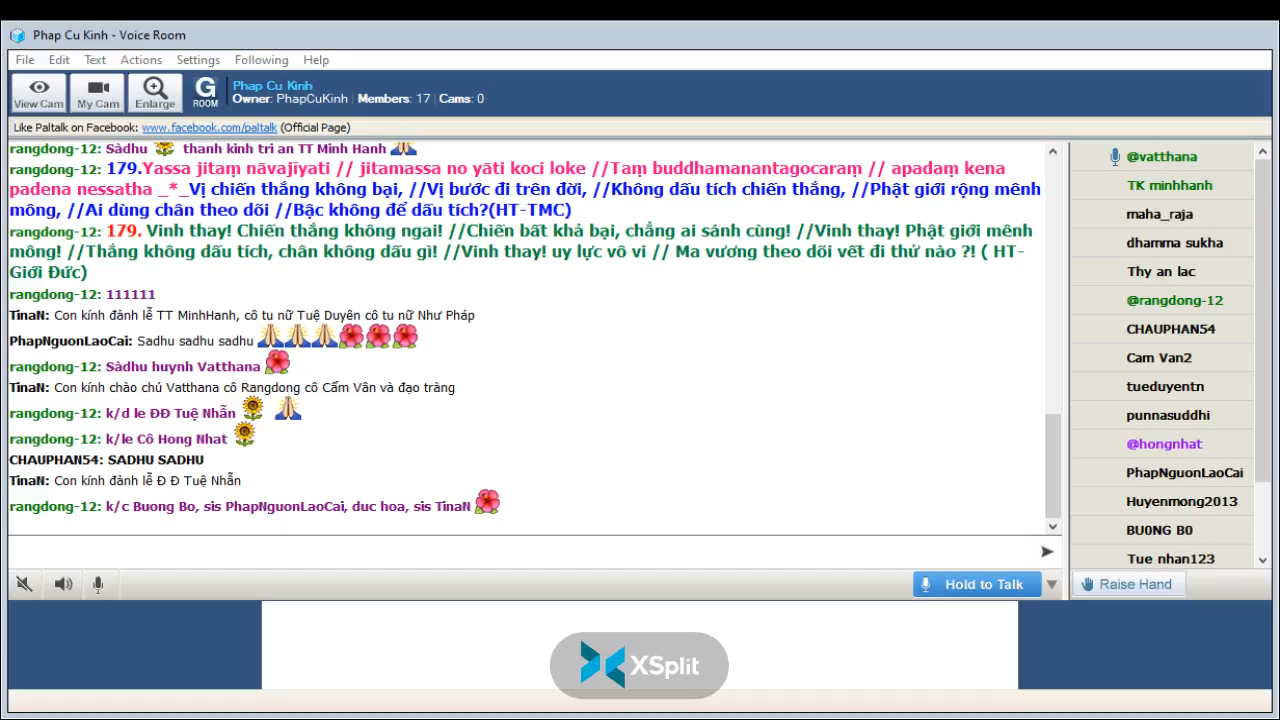 Phap Cu Kinh - Voice Room
File Edit Text Actions Settings Following Help
View Cam
My Cam
Enlarge
G
ROOM
Phap Cu Kinh
Owner: PhapCuKinh | Members: 17 | Cams: 0
Like Paltalk on Facebook: www.facebook.com/paltalk (Official Page)
rangdong-12: Sàdhu thanh kinh tri an TT Minh Hanh
rangdong-12: 179.Yassa jitaṃ nāvajīyati // jitamassa no yāti koci loke //Taṃ buddhamanantagocaraṃ // apadaṃ kena
padena nessatha _*_Vị chiến thắng không bại, //Vị bước đi trên đời, //Không dấu tích chiến thắng, //Phật giới rộng mênh
mông, //Ai dùng chân theo dõi //Bậc không để dấu tích?(HT-TMC)
rangdong-12: 179. Vinh thay! Chiến thắng không ngai! //Chiến bất khả bại, chẳng ai sánh cùng! //Vinh thay! Phật giới mênh
mông! //Thắng không dấu tích, chân không dấu gì! //Vinh thay! uy lực vô vi // Ma vương theo dõi vết đi thử nào ?! ( HT-
Giới Đức)
rangdong-12: 111111
TinaN: Con kính đảnh lễ TT MinhHanh, cô tu nữ Tuệ Duyên cô tu nữ Như Pháp
PhapNguonLaoCai: Sadhu sadhu sadhu
rangdong-12: Sàdhu huynh Vatthana
TinaN: Con kính chào chú Vatthana cô Rangdong cô Cẩm Vân và đạo tràng
rangdong-12: k/d le ĐĐ Tuệ Nhẫn
rangdong-12: k/le Cô Hong Nhat
CHAUPHAN54: SADHU SADHU
TinaN: Con kính đảnh lễ Đ Đ Tuệ Nhẫn
rangdong-12: k/c Buong Bo, sis PhapNguonLaoCai, duc hoa, sis TinaN
@vatthana
TK minhhanh
maha_raja
dhamma sukha
Thy an lac
@rangdong-12
CHAUPHAN54
Cam Van2
tueduyentn
punnasuddhi
@hongnhat
PhapNguonLaoCai
Huyenmong2013
BU0NG B0
Tue nhan123
Hold to Talk
Raise Hand
XSplit